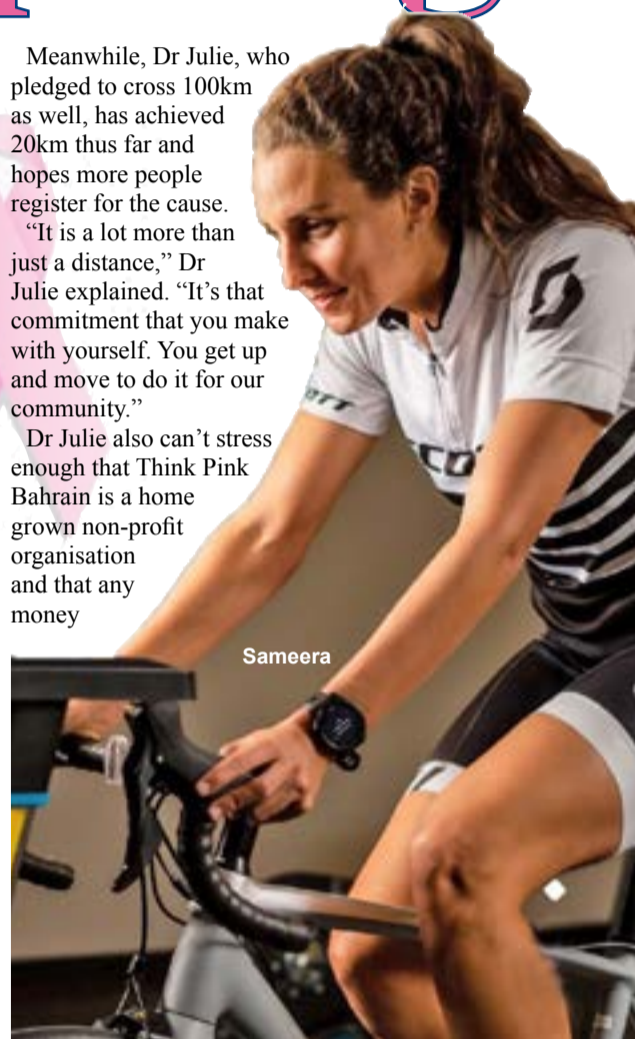 Meanwhile, Dr Julie, who
pledged to cross 100km
as well, has achieved
20km thus far and
hopes more people
register for the cause.
“It is a lot more than
just a distance,” Dr
Julie explained. “It’s that
commitment that you make
with yourself. You get up
and move to do it for our
community.”
Dr Julie also can’t stress
enough that Think Pink
Bahrain is a home
grown non-profit
organisation
and that any
money
Sameera